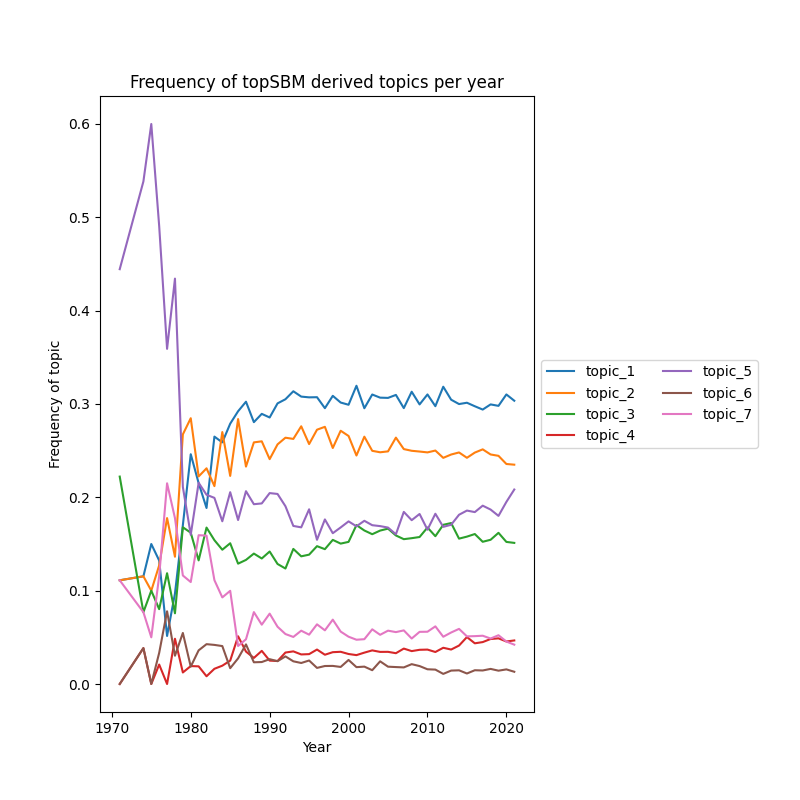 Frequency of topSBM derived topics per year
0.6
0.5
0.4
0.3
0.2
0.1
0.0
Frequency of topic
1970 1980 1990 2000 2010 2020
Year
topic_1 topic_5
topic_2 topic_6
topic_3 topic_7
topic_4